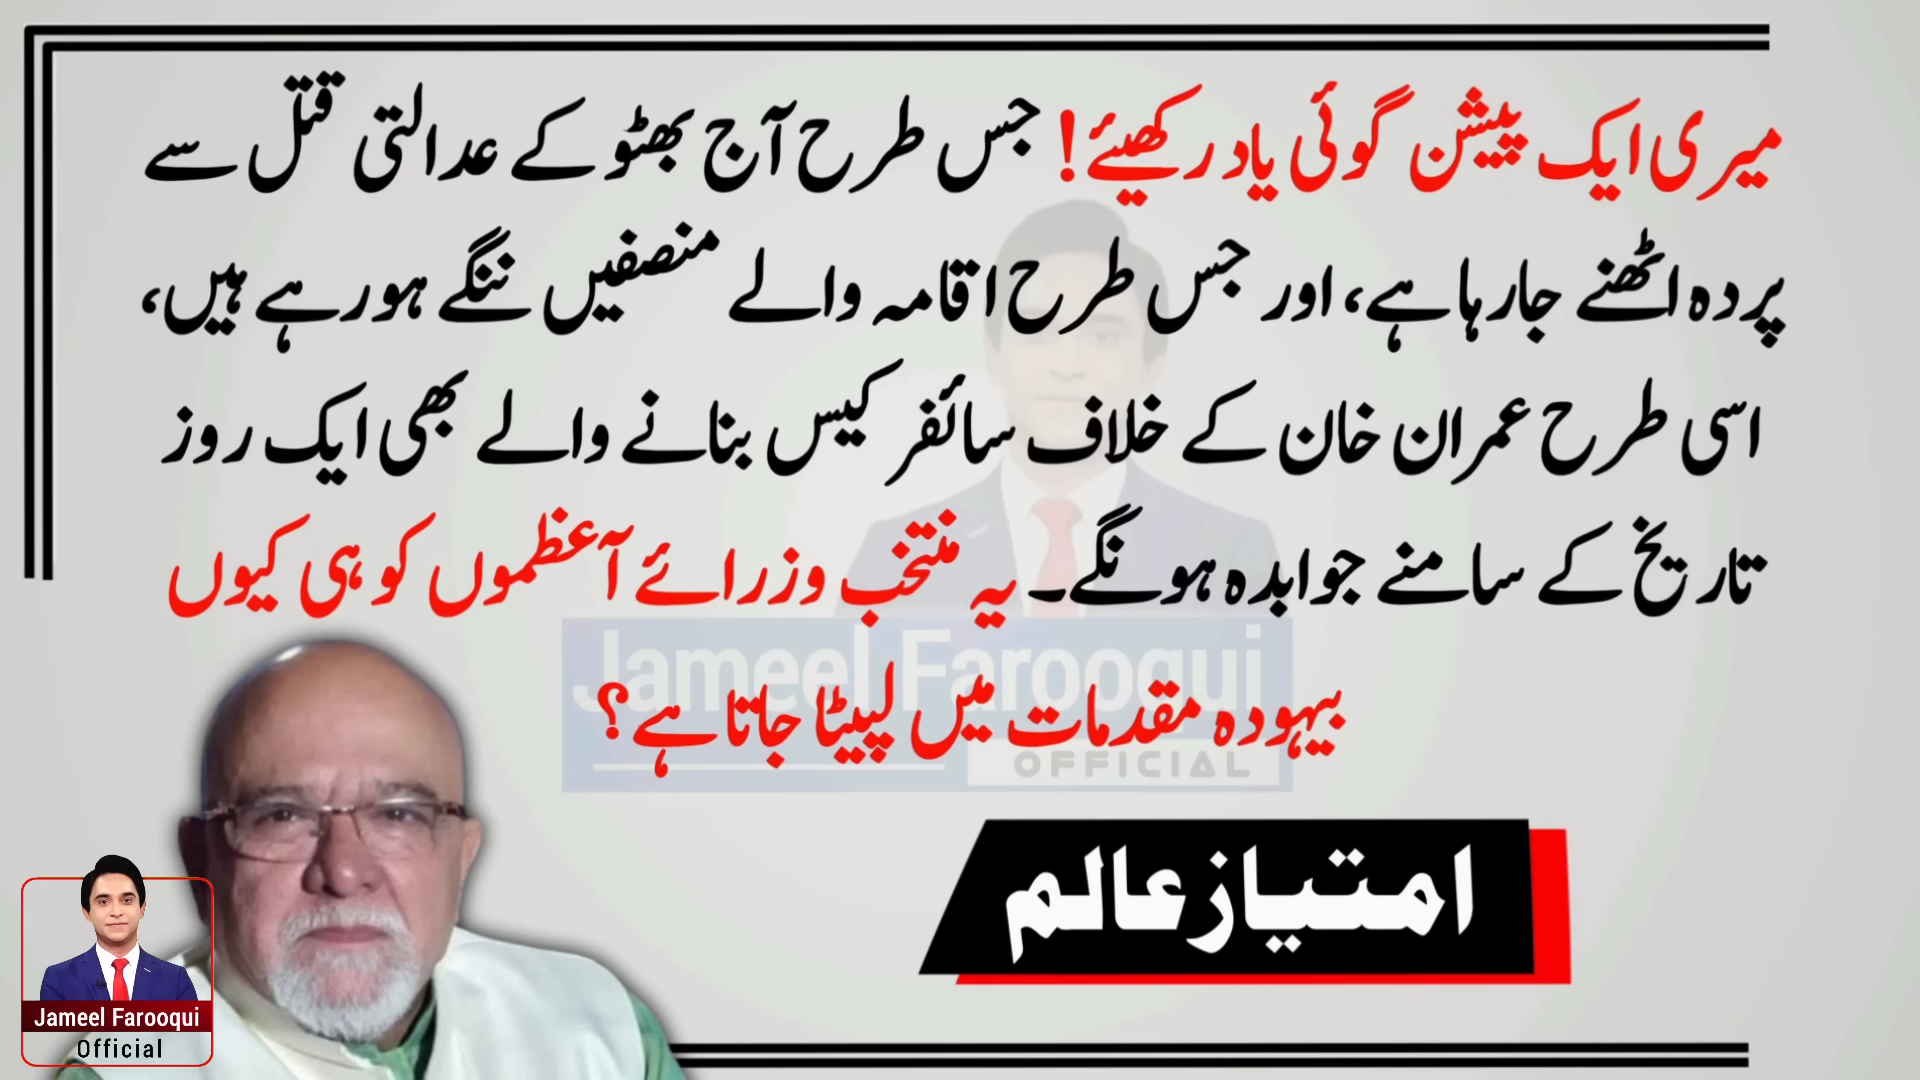 میری ایک پیشن گوئی یاد رکھیئے! جس طرح آج بھٹو کے عدالتی قتل سے
پردہ اٹھنے جارہا ہے، اور جس طرح اقامہ والے منصفیں ننگے ہورہے ہیں،
اسی طرح عمران خان کے خلاف سائفر کیس بنانے والے بھی ایک روز
تاریخ کے سامنے جوابدہ ہونگے۔ یہ منتخب وزرائے آعظموں کو ہی کیوں
بیہودہ مقدمات میں لپیٹا جاتا ہے؟
Jameel Farooqui
OFFICIAL
امتیاز عالم
Jameel Farooqui
Official